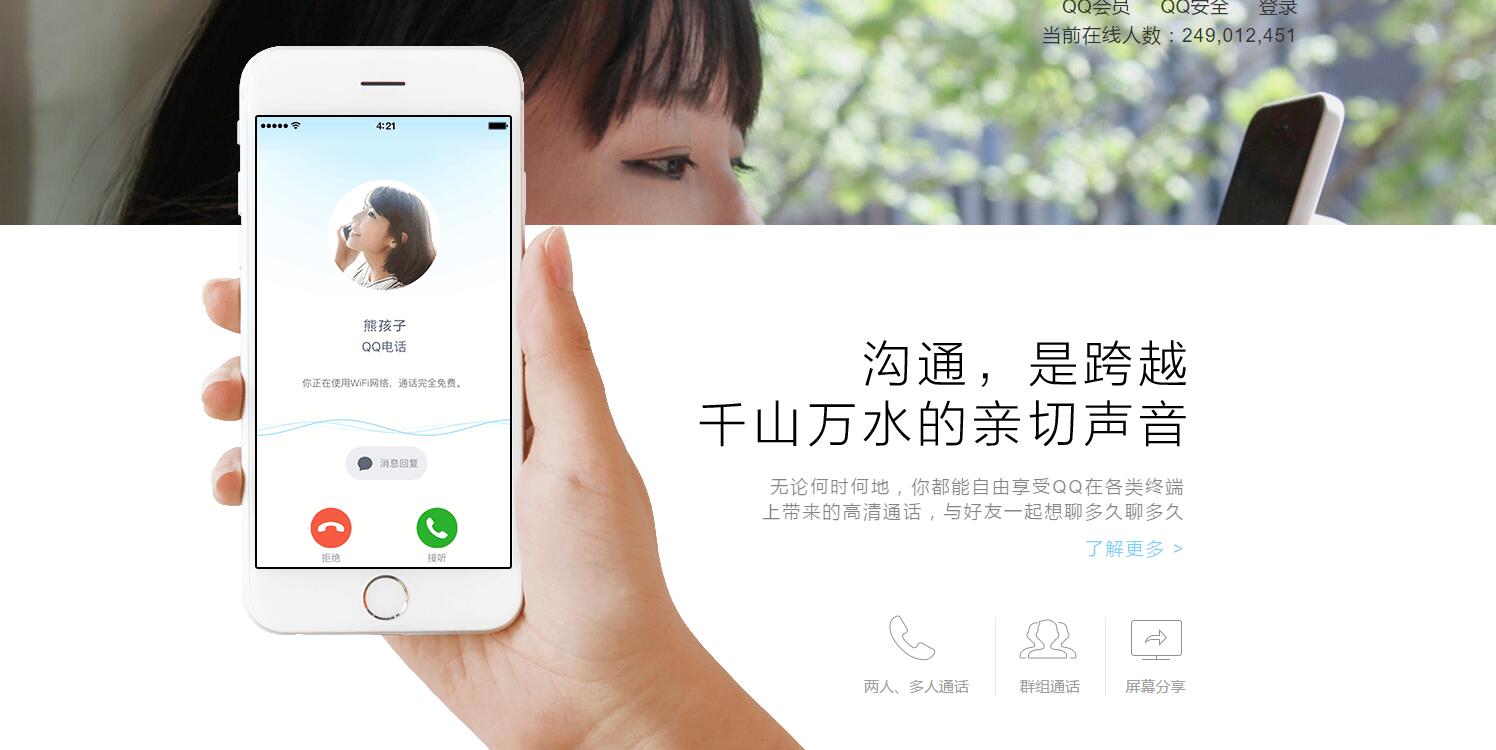 QQ会员 QQ安全 登录
当前在线人数：249,012,451
4:21
熊孩子
QQ电话
你正在使用WiFi网络，通话完全免费。
消息回复
拒绝 接听
沟通，是跨越
千山万水的亲切声音
无论何时何地，你都能自由享受QQ在各类终端
上带来的高清通话，与好友一起想聊多久聊多久
了解更多 >
两人、多人通话 群组通话 屏幕分享